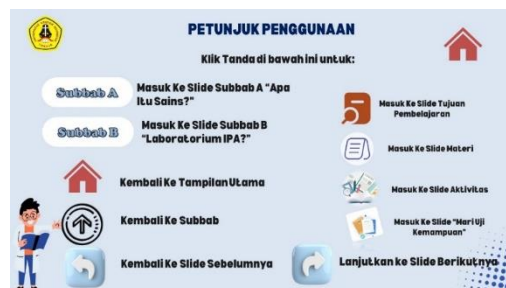 PETUNJUK PENGGUNAAN
Klik Tanda di bawah ini untuk:
Subbab A
Masuk Ke Slide Subbab A "Apa
Itu Sains?"
Subbab B
Masuk Ke Slide Subbab B
"Laboratorium IPA?"
Kembali Ke Tampilan Utama
Kembali Ke Subbab
Kembali Ke Slide Sebelumnya
Masuk Ke Slide Tujuan
Pembelajaran
Masuk Ke Slide Materi
Masuk Ke Slide Aktivitas
Masuk Ke Slide "Mari Uji
Kemampuan"
Lanjutkan ke Slide Berikutnya